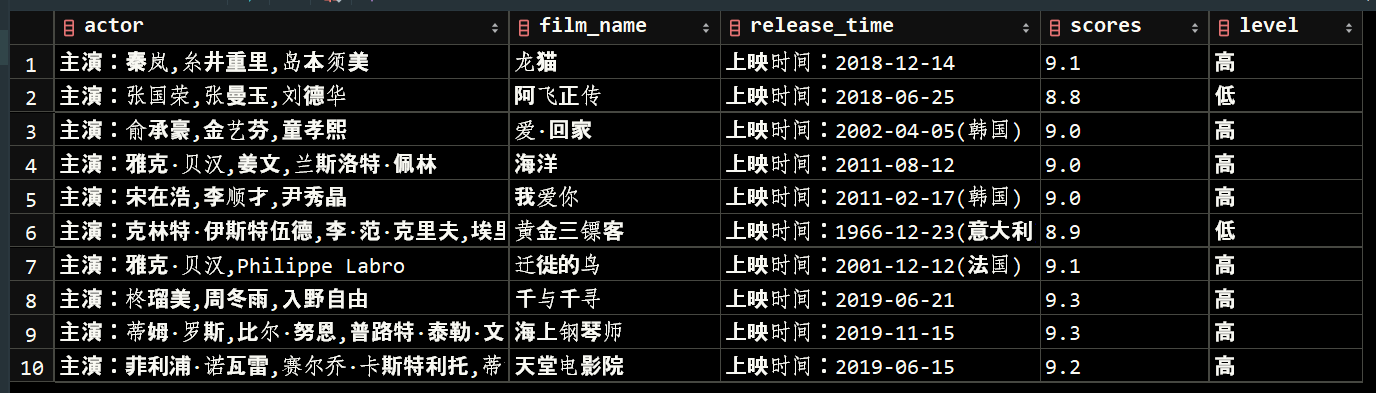 actor film_name release_time scores level
1 主演：秦岚,糸井重里,岛本须美 龙猫 上映时间：2018-12-14 9.1 高
2 主演：张国荣,张曼玉,刘德华 阿飞正传 上映时间：2018-06-25 8.8 低
3 主演：俞承豪,金艺芬,童孝熙 爱·回家 上映时间：2002-04-05(韩国) 9.0 高
4 主演：雅克·贝汉,姜文,兰斯洛特·佩林 海洋 上映时间：2011-08-12 9.0 高
5 主演：宋在浩,李顺才,尹秀晶 我爱你 上映时间：2011-02-17(韩国) 9.0 高
6 主演：克林特·伊斯特伍德,李·范·克里夫,埃里 黄金三镖客 上映时间：1966-12-23(意大利 8.9 低
7 主演：雅克·贝汉,Philippe Labro 迁徙的鸟 上映时间：2001-12-12(法国) 9.1 高
8 主演：柊瑠美,周冬雨,入野自由 千与千寻 上映时间：2019-06-21 9.3 高
9 主演：蒂姆·罗斯,比尔·努恩,普路特·泰勒·文 海上钢琴师 上映时间：2019-11-15 9.3 高
10 主演：菲利浦·诺瓦雷,赛尔乔·卡斯特利托,蒂 天堂电影院 上映时间：2019-06-15 9.2 高